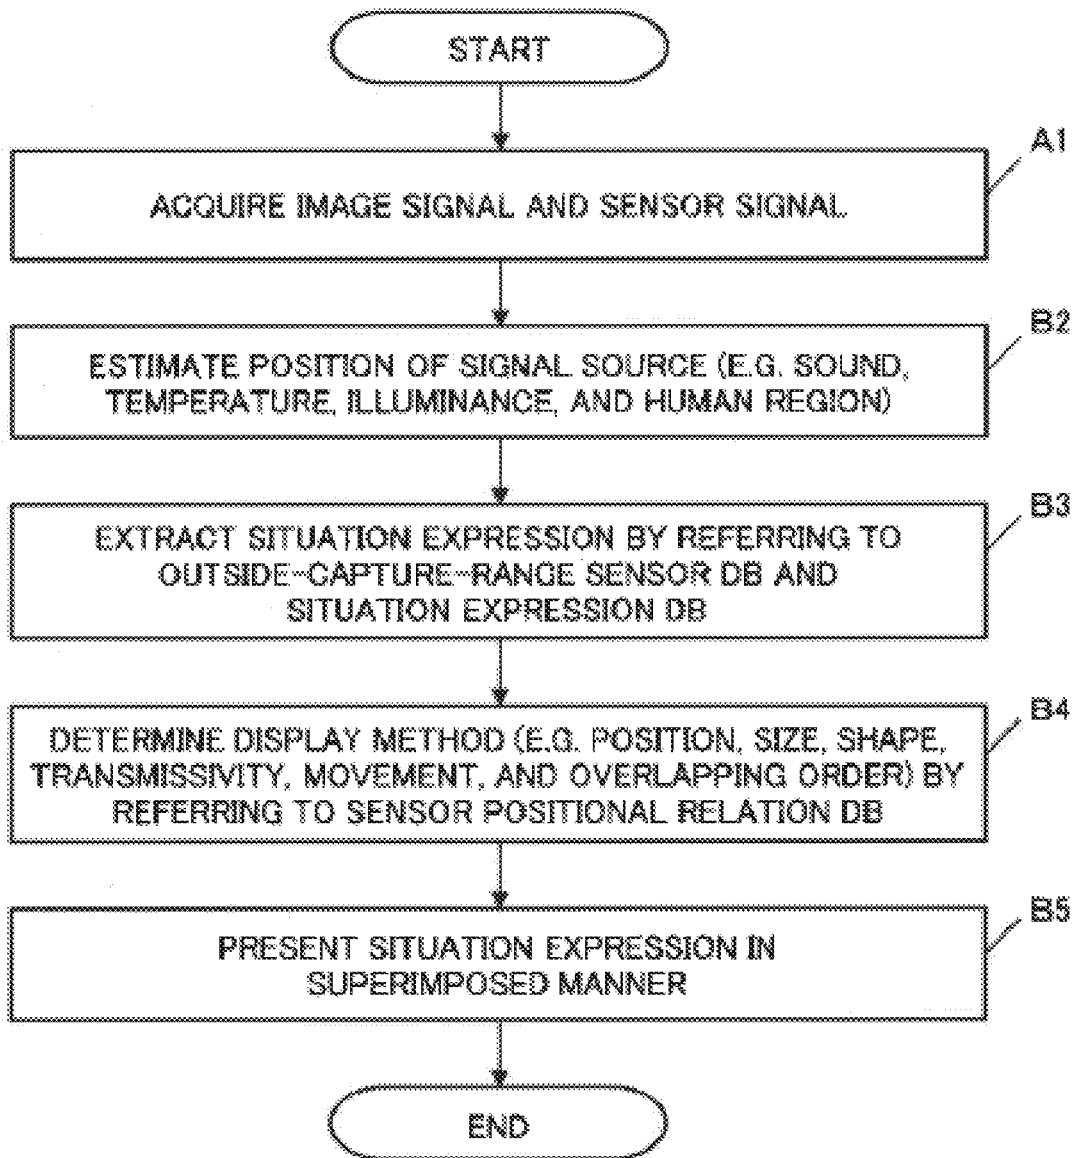 START
A1
ACQUIRE IMAGE SIGNAL AND SENSOR SIGNAL
B2
ESTIMATE POSITION OF SIGNAL SOURCE (E.G. SOUND,
TEMPERATURE, ILLUMINANCE, AND HUMAN REGION)
B3
EXTRACT SITUATION EXPRESSION BY REFERRING TO
OUTSIDE-CAPTURE-RANGE SENSOR DB AND
SITUATION EXPRESSION DB
B4
DETERMINE DISPLAY METHOD (E.G. POSITION, SIZE, SHAPE,
TRANSMISSIVITY, MOVEMENT, AND OVERLAPPING ORDER) BY
REFERRING TO SENSOR POSITIONAL RELATION DB
B5
PRESENT SITUATION EXPRESSION IN
SUPERIMPOSED MANNER
END